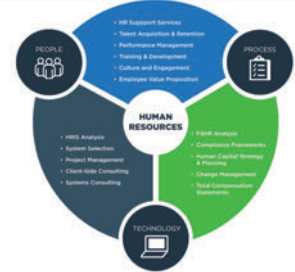 HR Suppport Services
Talent Acquisition & Retention
Performance Management
Training & Development
Culture and Engagement
Employee Value Proposition
PEOPLE
PROCESS
HUMAN
RESOURCES
HRIS Analysis
System Selection
Project Management
Client-Side Consulting
Systems Consulting
Analysis
Compliance Frameworks
Human Capital Strategy
& Planning
Change Management
Total Compensation
Statements
TECHNOLOGY